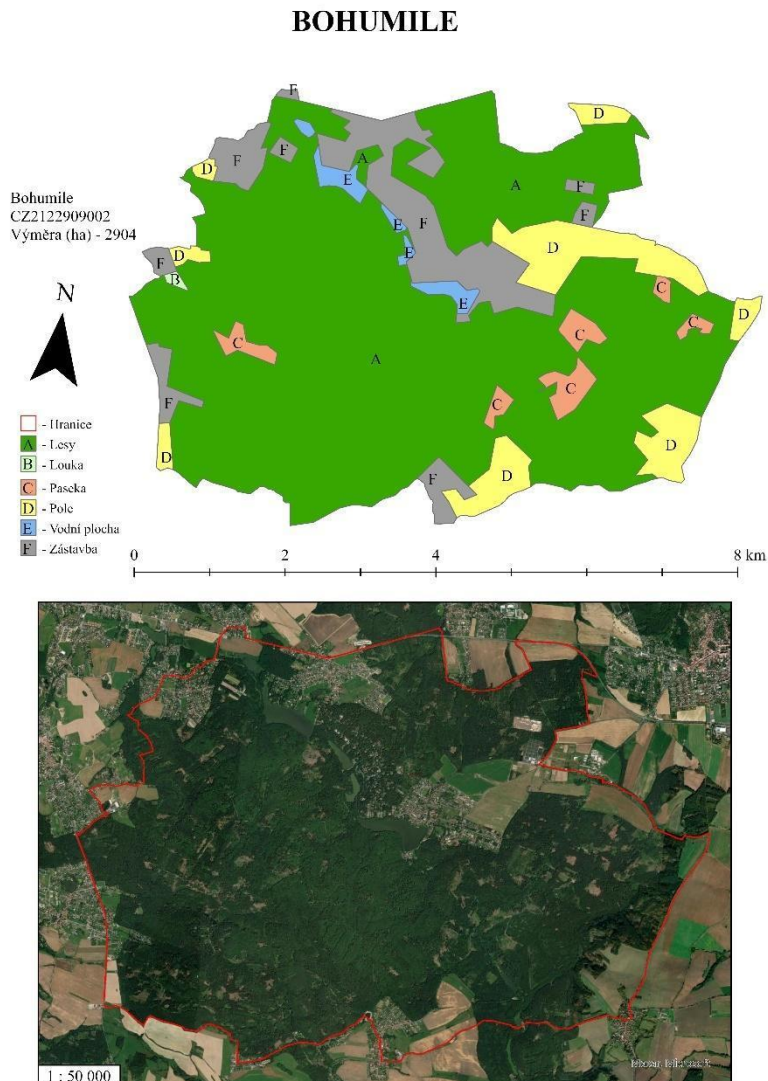 BOHUMILE
F
D
F
F
A
D
E
A
F
E
F
F
D
Bohumile
CZ2122909002
Výměra (ha) - 2904
D
F
B
E
D
C
E
D
N
C
C
C
A
C
F
C
D
D
D
F
- Hranice
A - Lesy
B - Louka
C - Paseka
D - Pole
E - Vodní plocha
F - Zástavba
0 2 4 8 km
1 : 50 000